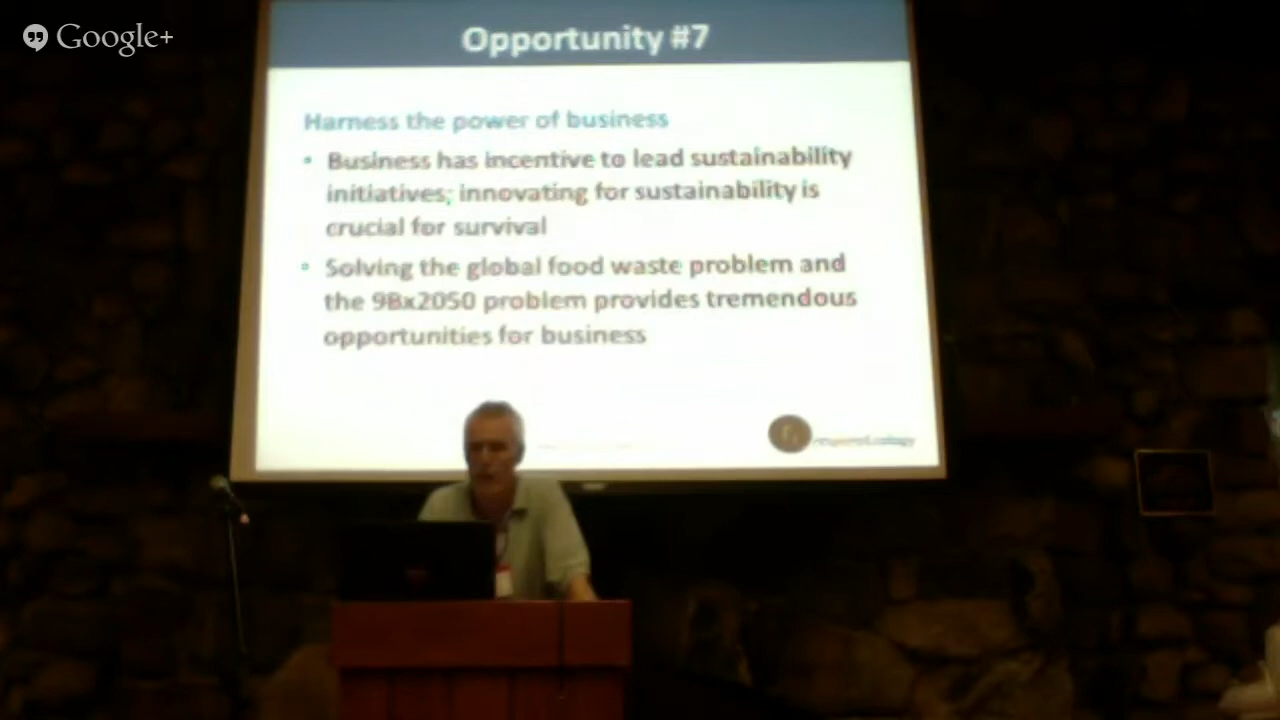 Google+
Opportunity #7
Harness the power of business
• Business has incentive to lead sustainability
initiatives; innovating for sustainability is
crucial for survival
• Solving the global food waste problem and
the 9Bx2050 problem provides tremendous
opportunities for business